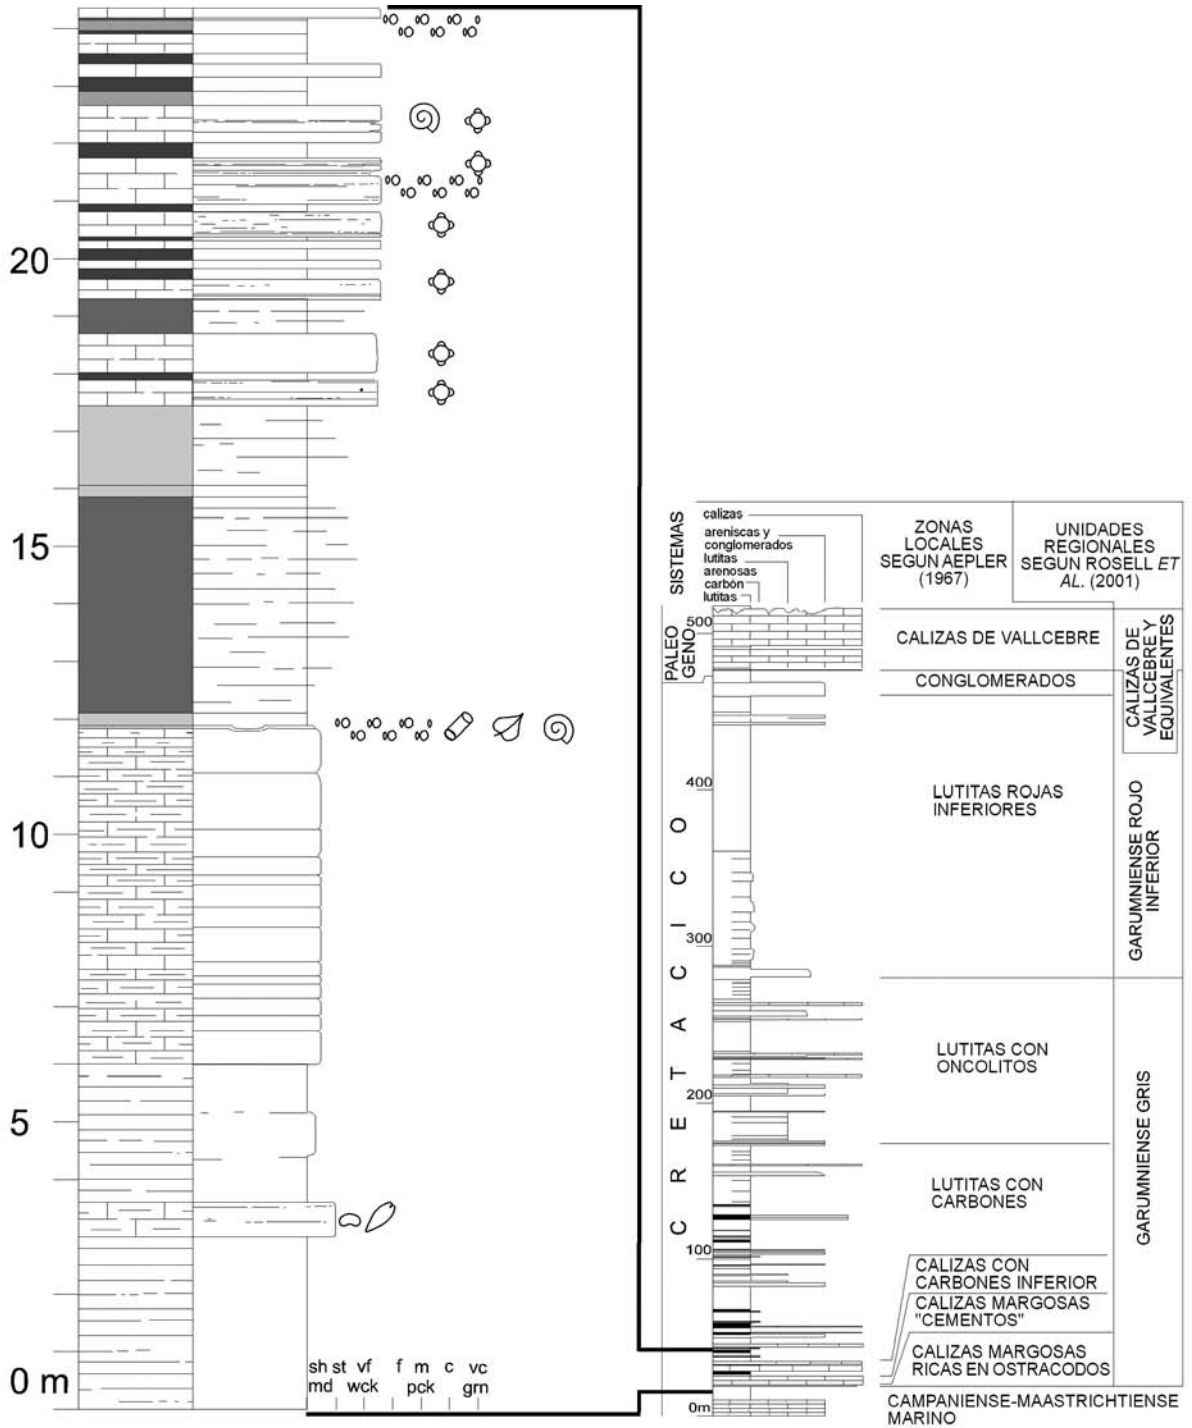 20
15
10
5
0 m
sh st vf f m c vc
md wck pck grn
SISTEMAS
calizas
areniscas y
conglomerados
lutitas
arenosas
carbón
lutitas
ZONAS
LOCALES
SEGUN AEPLER
(1967)
UNIDADES
REGIONALES
SEGUN ROSELL ET
AL. (2001)
PALEO
GENO
CRETACICO
500
400
300
200
100
0m
CALIZAS DE VALLCEBRE
CONGLOMERADOS
LUTITAS ROJAS
INFERIORES
LUTITAS CON
ONCOLITOS
LUTITAS CON
CARBONES
CALIZAS CON
CARBONES INFERIOR
CALIZAS MARGOSAS
"CEMENTOS"
CALIZAS MARGOSAS
RICAS EN OSTRACODOS
CAMPANIENSE-MAASTRICHTIENSE
MARINO
CALIZAS DE
VALLCEBRE Y
EQUIVALENTES
GARUMNIENSE ROJO
INFERIOR
GARUMNIENSE GRIS